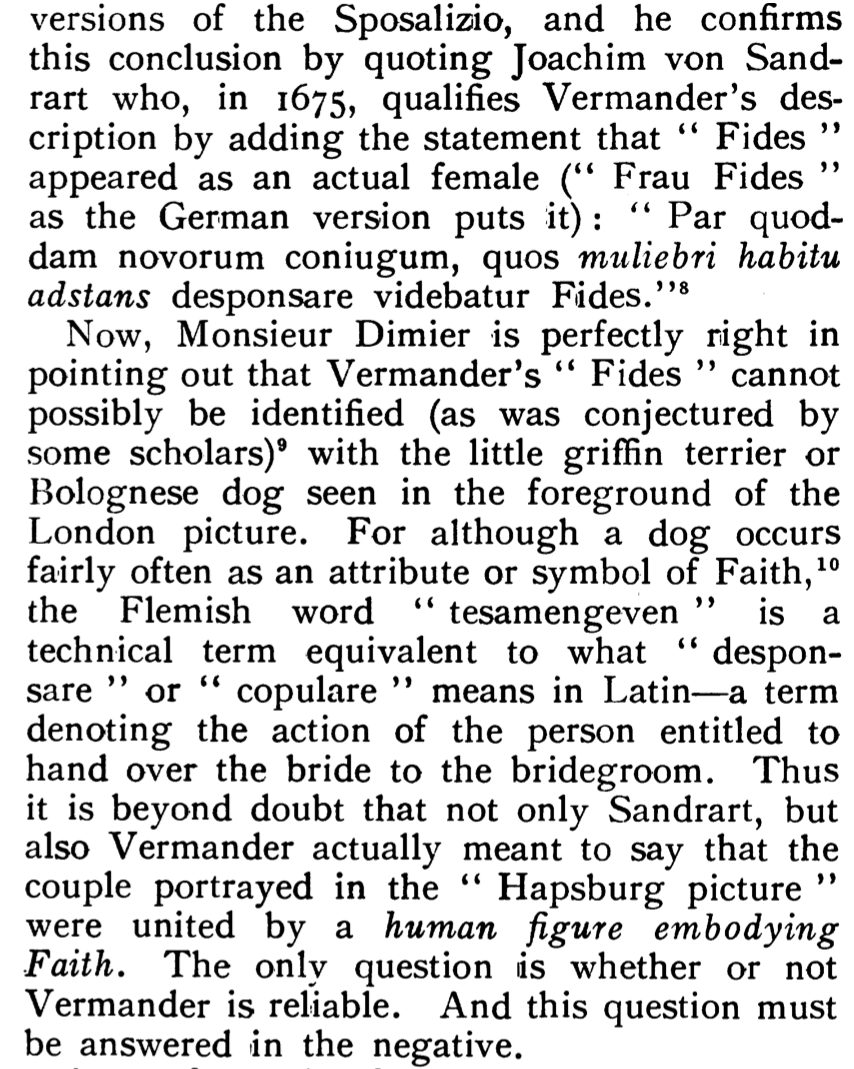 versions of the Sposalizio, and he confirms
this conclusion by quoting Joachim von Sand-
rart who, in 1675, qualifies Vermander's des-
cription by adding the statement that “ Fides ”
appeared as an actual female (“ Frau Fides ”
as the German version puts it) : “ Par quod-
dam novorum coniugum, quos muliebri habitu
adstans desponsare videbatur Fides.”⁸
Now, Monsieur Dimier is perfectly right in
pointing out that Vermander's “ Fides ” cannot
possibly be identified (as was conjectured by
some scholars)⁹ with the little griffin terrier or
Bolognese dog seen in the foreground of the
London picture. For although a dog occurs
fairly often as an attribute or symbol of Faith,¹⁰
the Flemish word “ tesamengeven ” is a
technical term equivalent to what “ despon-
sare ” or “ copulare ” means in Latin—a term
denoting the action of the person entitled to
hand over the bride to the bridegroom. Thus
it is beyond doubt that not only Sandrart, but
also Vermander actually meant to say that the
couple portrayed in the “ Hapsburg picture ”
were united by a human figure embodying
Faith. The only question is whether or not
Vermander is reliable. And this question must
be answered in the negative.